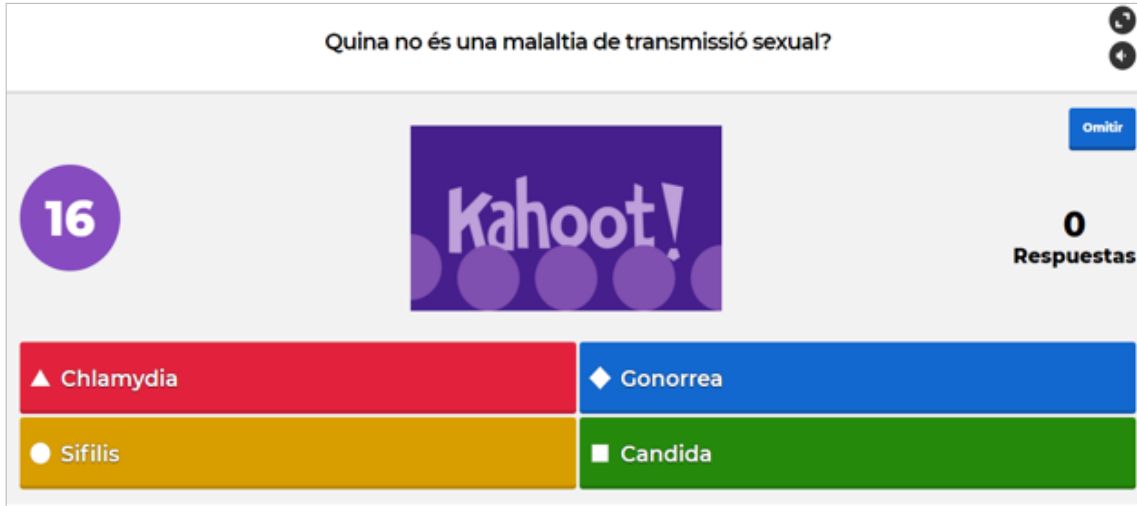 Quina no és una malaltia de transmissió sexual?
Omitir
16
Kahoot!
0
Respuestas
Chlamydia
Gonorrea
Sifilis
Candida